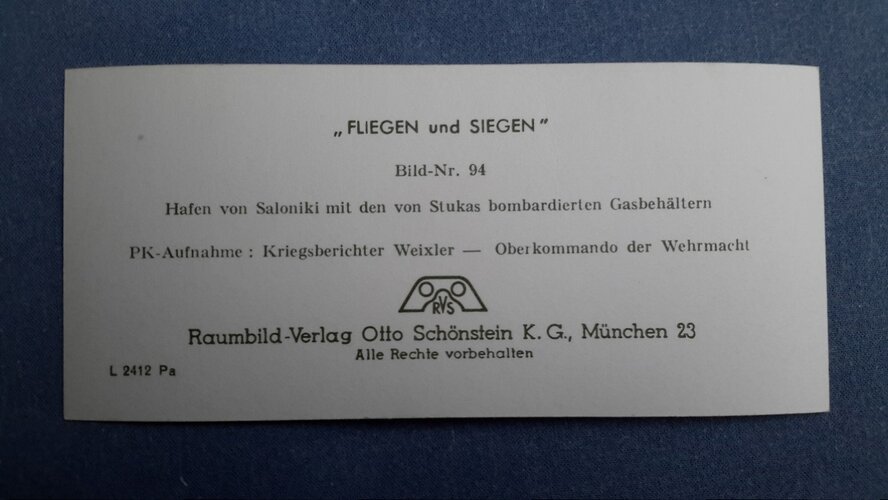 „FLIEGEN und SIEGEN”
Bild-Nr. 94
Hafen von Saloniki mit den von Stukas bombardierten Gasbehältern
PK-Aufnahme : Kriegsberichter Weixler — Oberkommando der Wehrmacht
RVS
Raumbild-Verlag Otto Schönstein K. G., München 23
Alle Rechte vorbehalten
L 2412 Pa